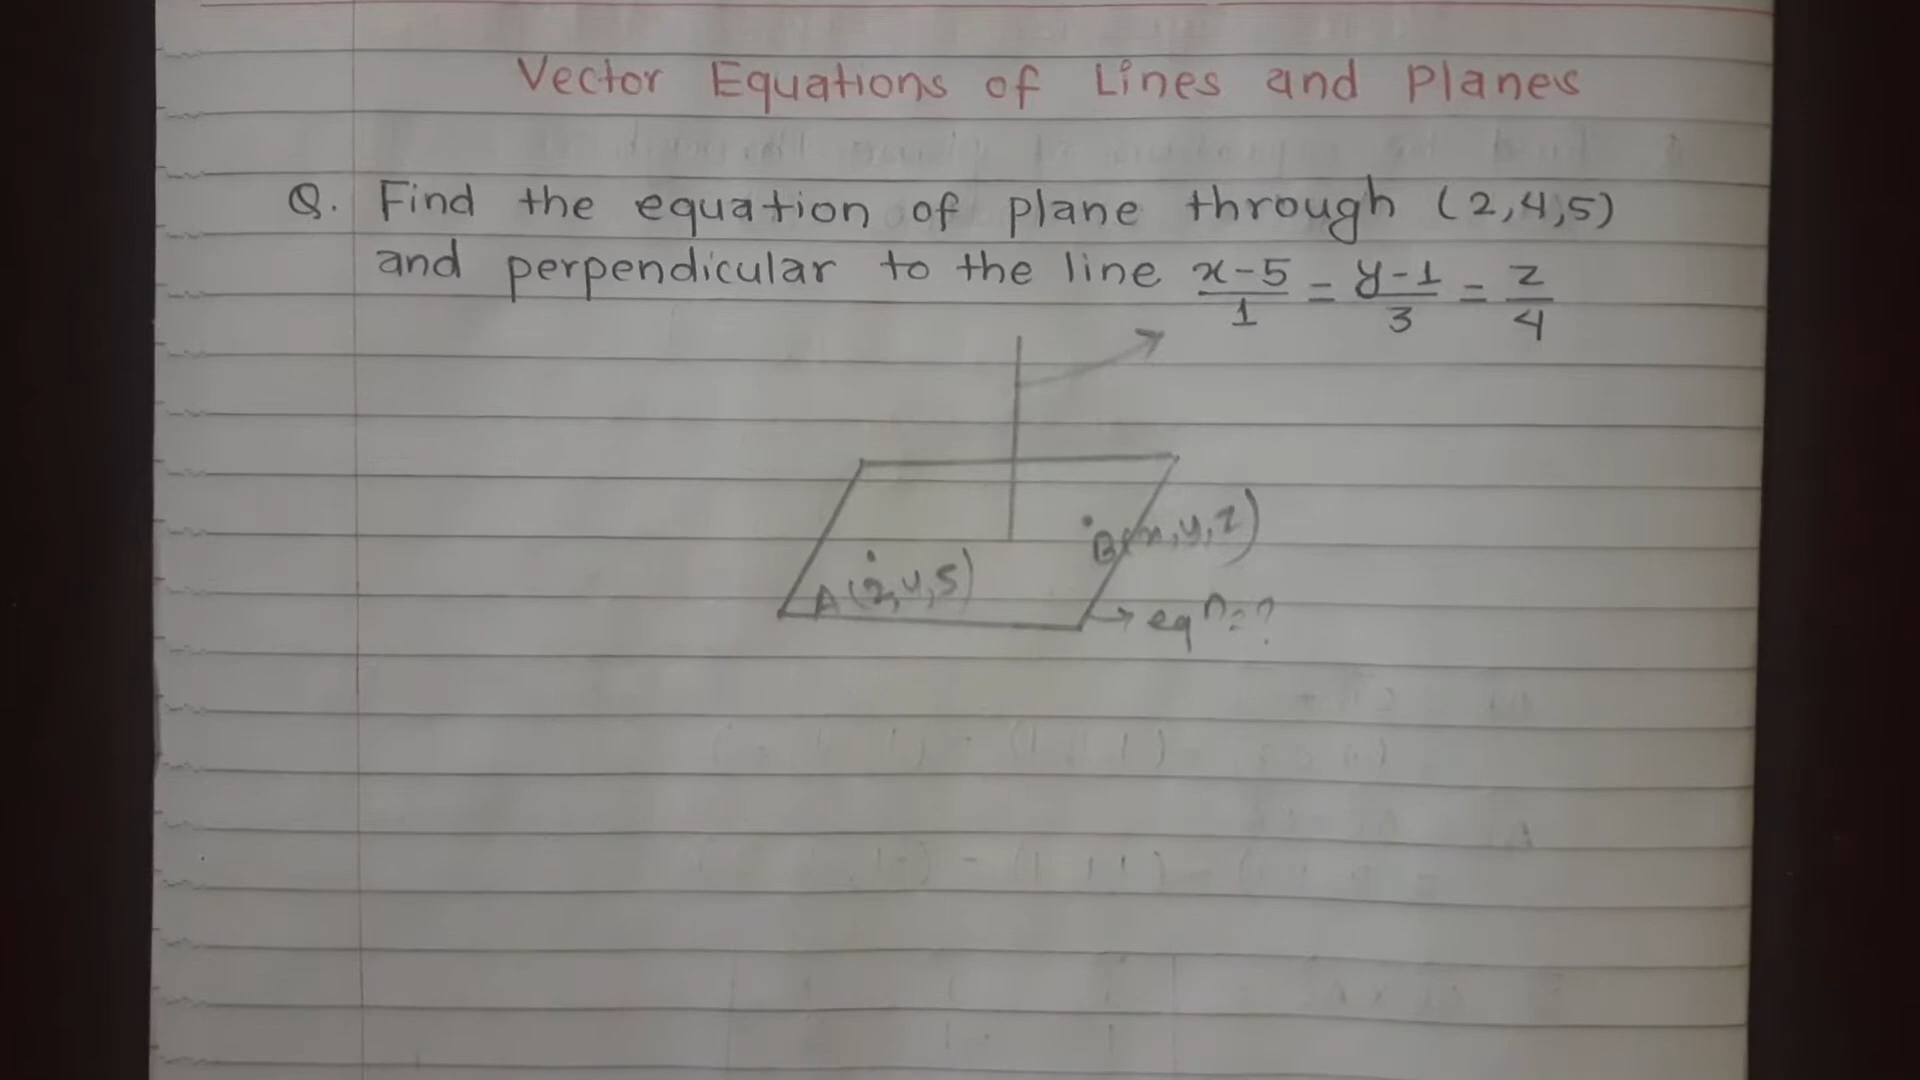 Vector Equations of Lines and Planes
Q. Find the equation of plane through (2,4,5)
and perpendicular to the line x-5/1 = y-1/3 = z/4
B(x,y,z)
A(2,4,5)
eqn=?